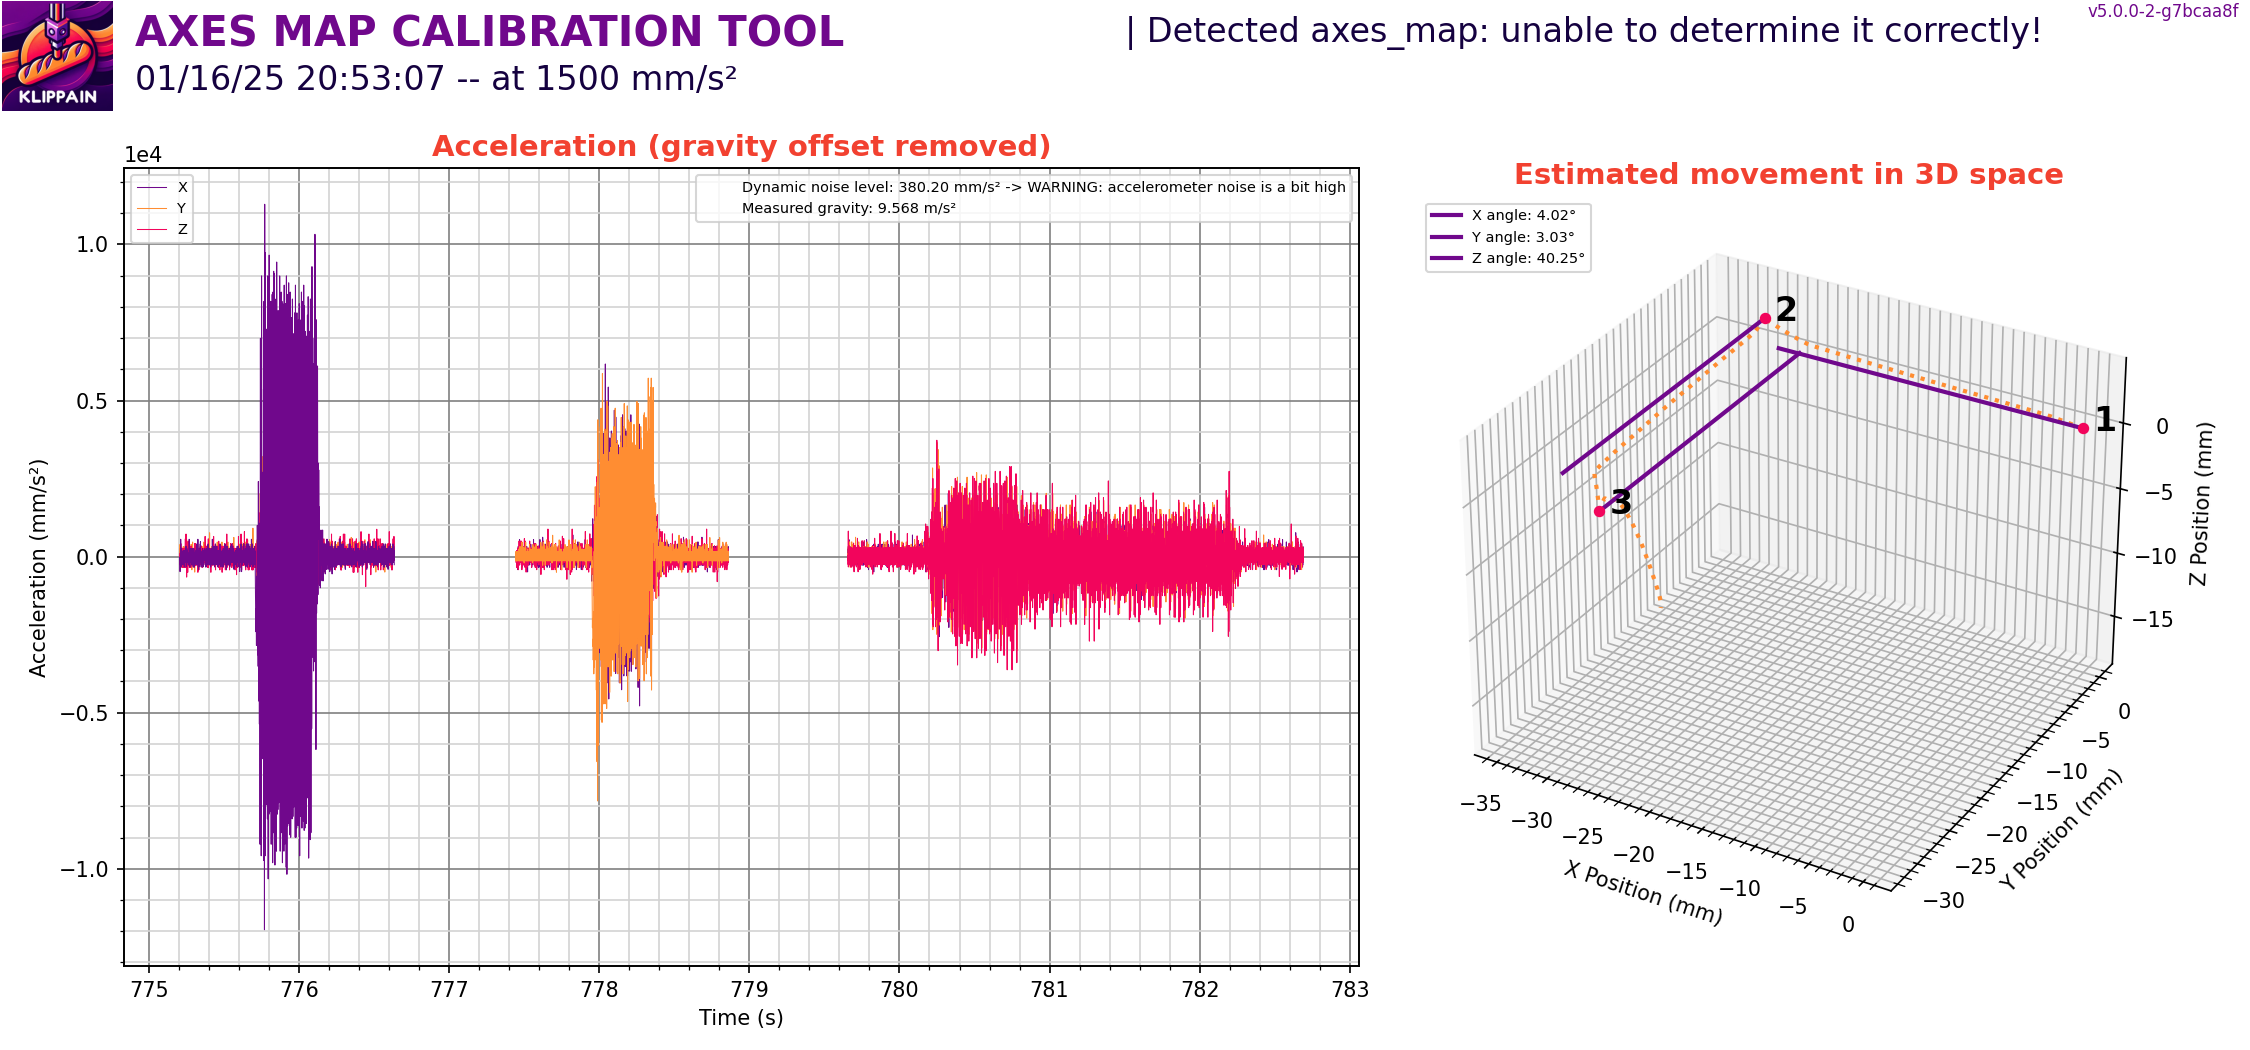 KLIPPAIN
AXES MAP CALIBRATION TOOL
01/16/25 20:53:07 -- at 1500 mm/s²
| Detected axes_map: unable to determine it correctly!
v5.0.0-2-g7bcaa8f
Acceleration (gravity offset removed)
1e4
X
Y
Z
Dynamic noise level: 380.20 mm/s² -> WARNING: accelerometer noise is a bit high
Measured gravity: 9.568 m/s²
1.0
0.5
0.0
−0.5
−1.0
Acceleration (mm/s²)
775 776 777 778 779 780 781 782 783
Time (s)
Estimated movement in 3D space
X angle: 4.02°
Y angle: 3.03°
Z angle: 40.25°
2
1
3
0
−5
−10
−15
Z Position (mm)
0
−5
−10
−15
−20
−25
−30
Y Position (mm)
−35
−30
−25
−20
−15
−10
−5
0
X Position (mm)